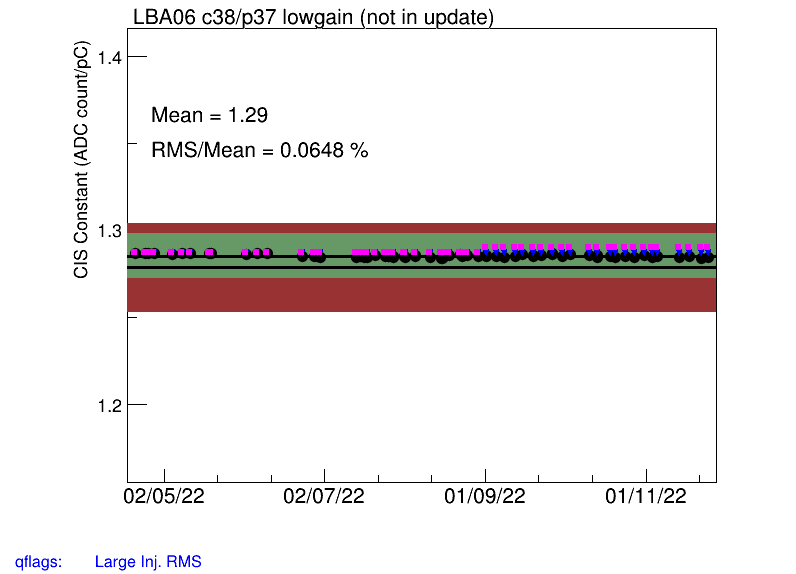 LBA06 c38/p37 lowgain (not in update)
CIS Constant (ADC count/pC)
1.4
Mean = 1.29
RMS/Mean = 0.0648 %
1.3
1.2
02/05/22 02/07/22 01/09/22 01/11/22
qflags: Large Inj. RMS